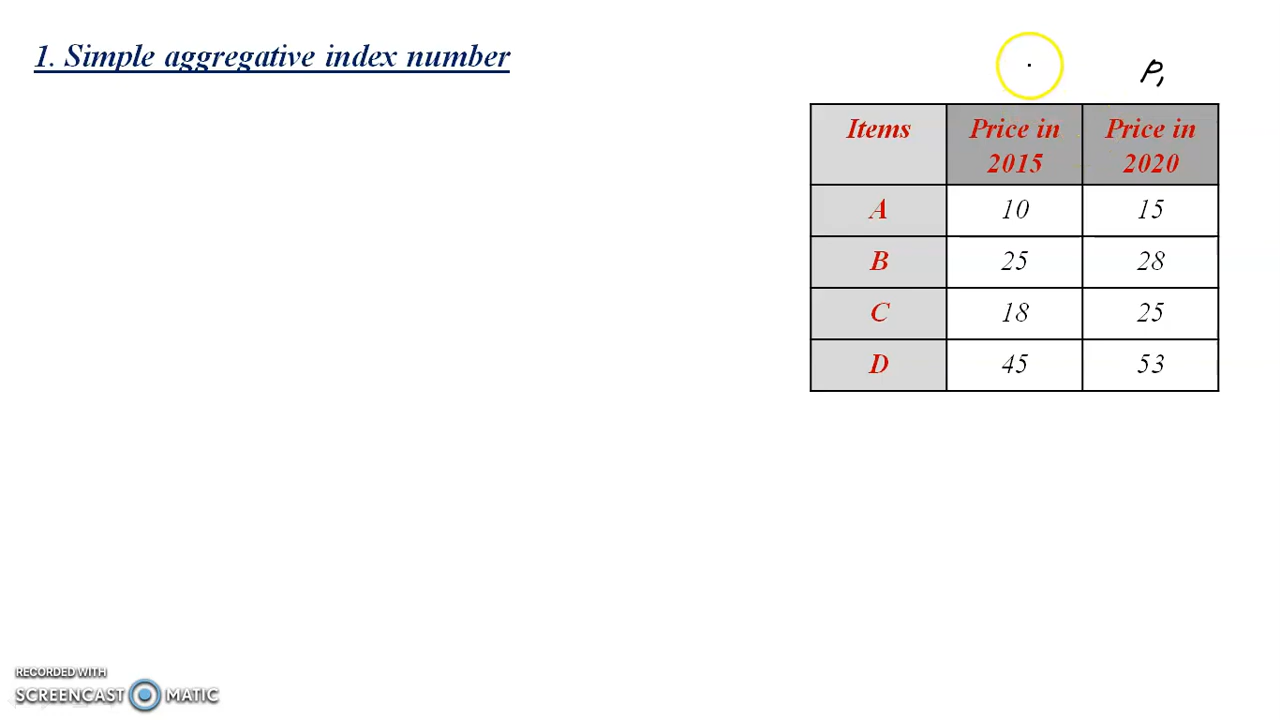 1. Simple aggregative index number
P₁
Items Price in 2015 Price in 2020
A 10 15
B 25 28
C 18 25
D 45 53
RECORDED WITH
SCREENCAST MATIC